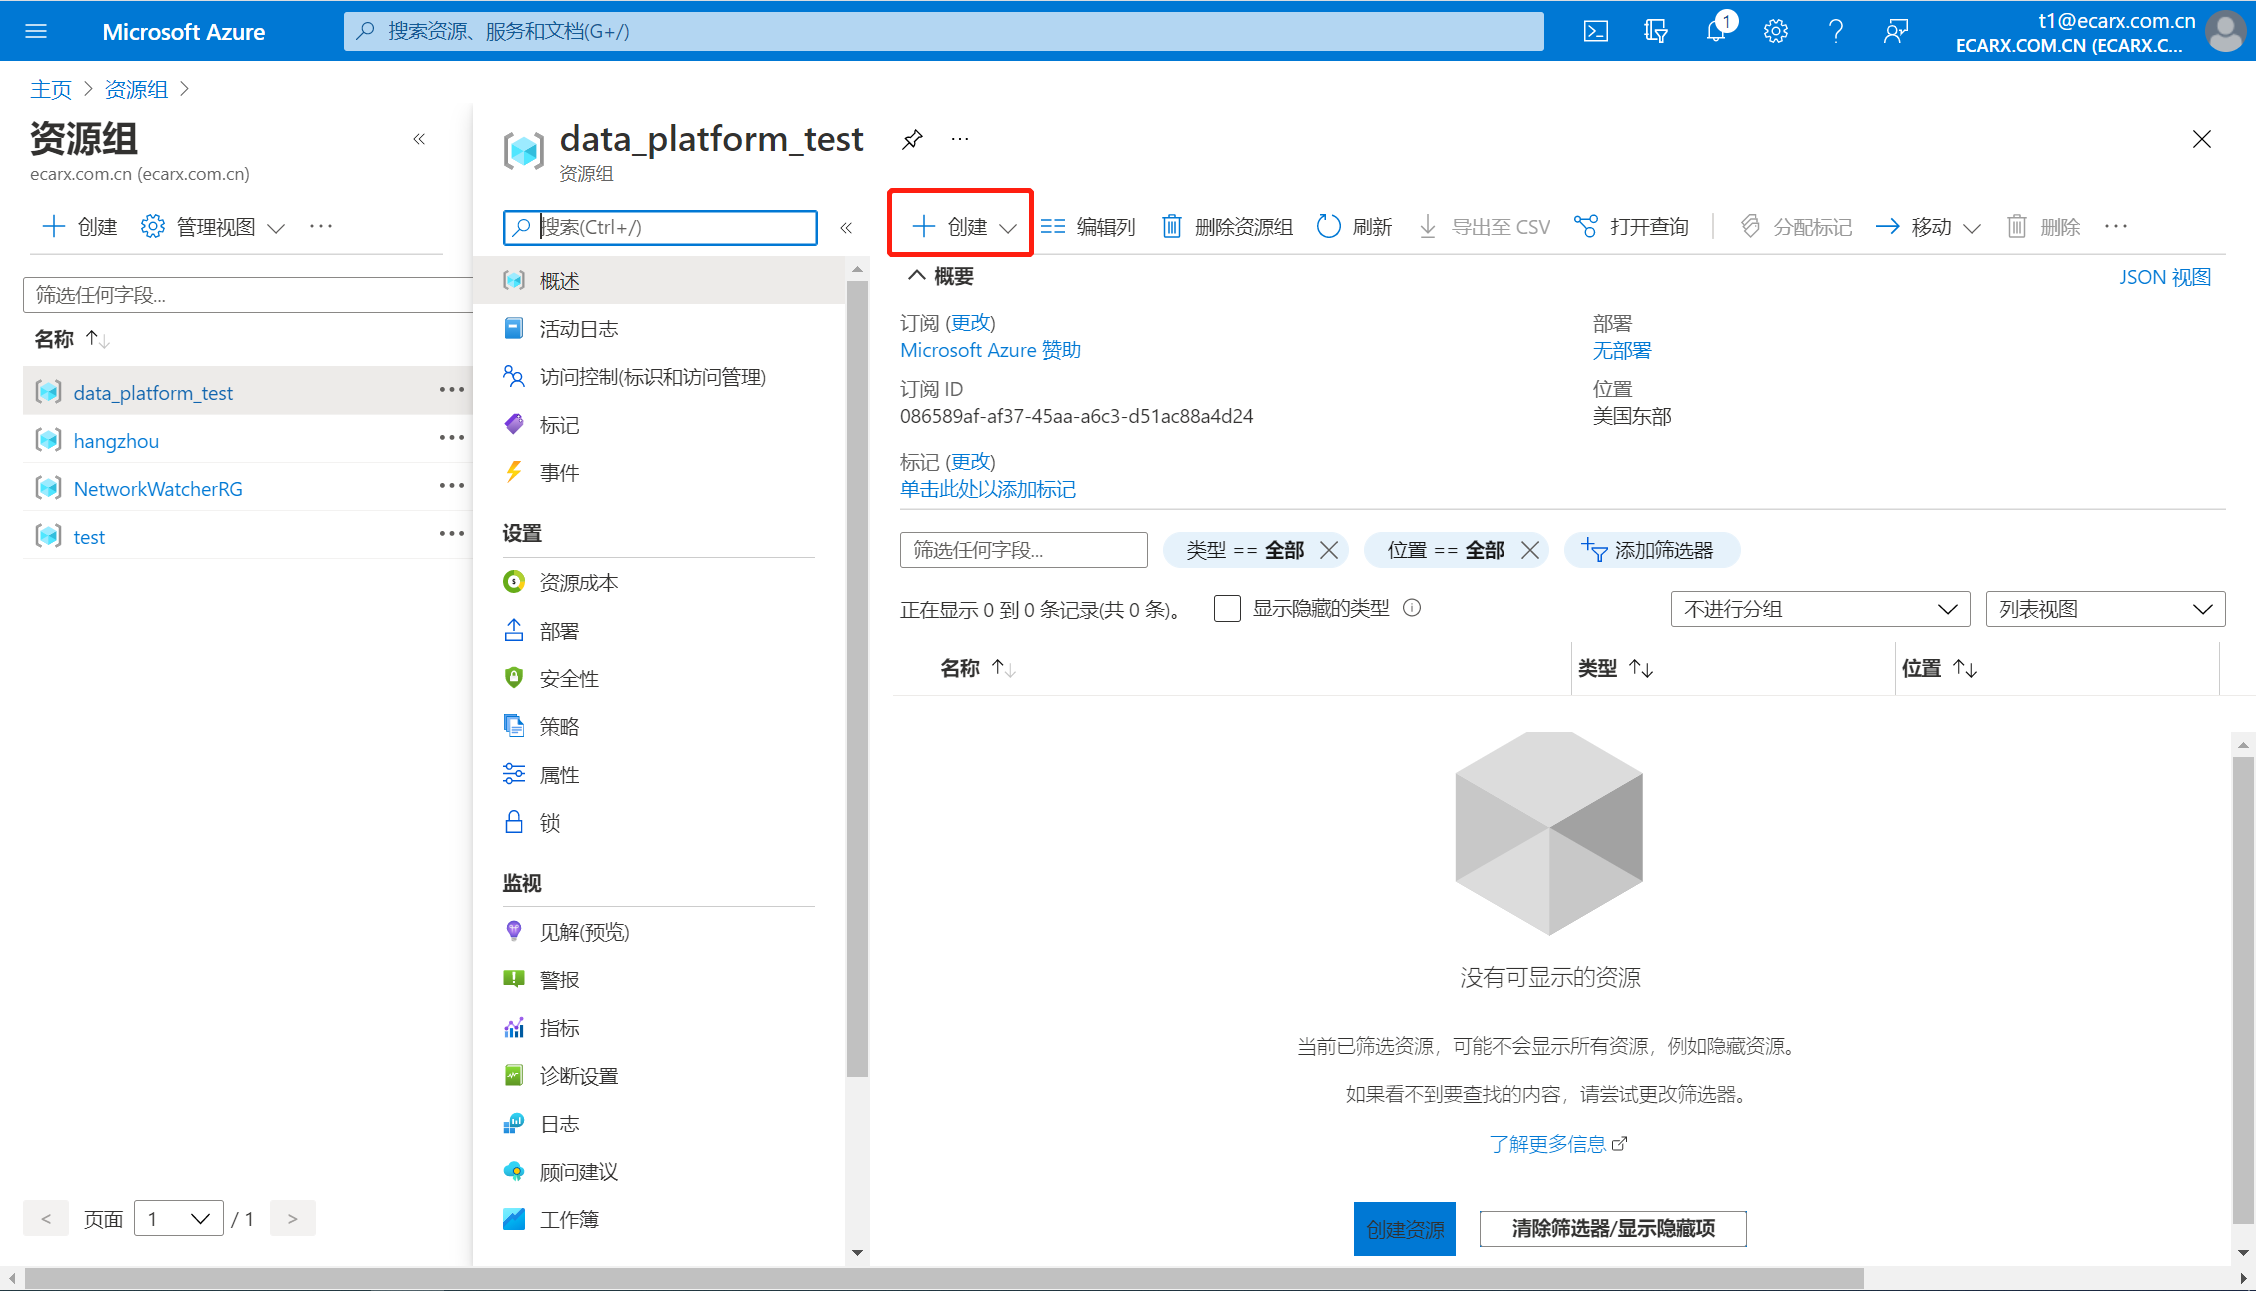 Microsoft Azure
搜索资源、服务和文档(G+/)
1
t1@ecarx.com.cn
ECARX.COM.CN (ECARX.C...
主页 > 资源组 >
资源组
ecarx.com.cn (ecarx.com.cn)
创建 管理视图 ...
筛选任何字段...
名称
data_platform_test
hangzhou
NetworkWatcherRG
test
< 页面 1 / 1 >
data_platform_test
资源组
搜索(Ctrl+/)
概述
活动日志
访问控制(标识和访问管理)
标记
事件
设置
资源成本
部署
安全性
策略
属性
锁
监视
见解(预览)
警报
指标
诊断设置
日志
顾问建议
工作簿
创建 编辑列 删除资源组 刷新 导出至 CSV 打开查询 分配标记 移动 删除 ...
概要
JSON 视图
订阅 (更改)
Microsoft Azure 赞助
订阅 ID
086589af-af37-45aa-a6c3-d51ac88a4d24
标记 (更改)
单击此处以添加标记
部署
无部署
位置
美国东部
筛选任何字段... 类型 == 全部 位置 == 全部 添加筛选器
正在显示 0 到 0 条记录(共 0 条)。 显示隐藏的类型 不进行分组 列表视图
名称 类型 位置
没有可显示的资源
当前已筛选资源，可能不会显示所有资源，例如隐藏资源。
如果看不到要查找的内容，请尝试更改筛选器。
了解更多信息
创建资源 清除筛选器/显示隐藏项